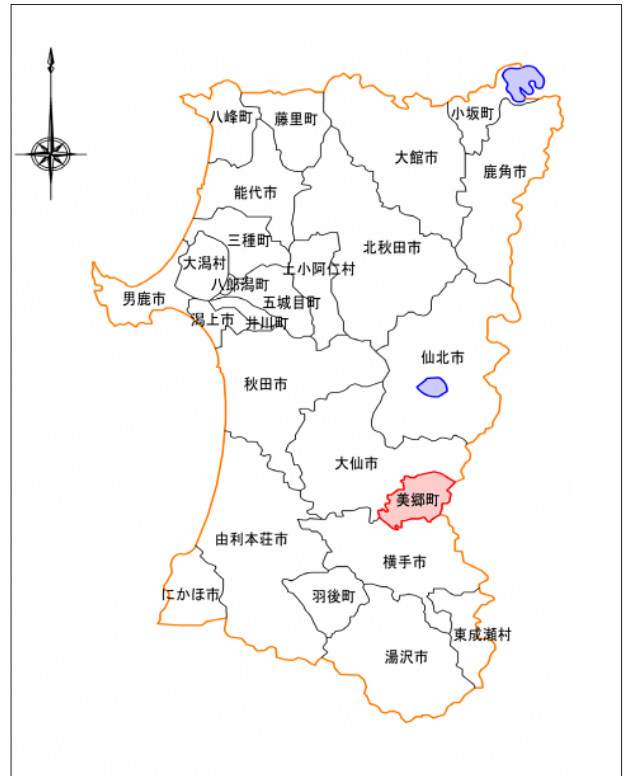 八峰町
藤里町
小坂町
大館市
鹿角市
能代市
三種町
北秋田市
大潟村
上小阿仁村
八郎潟町
男鹿市
五城目町
潟上市
井川町
仙北市
秋田市
大仙市
美郷町
由利本荘市
横手市
にかほ市
羽後町
東成瀬村
湯沢市